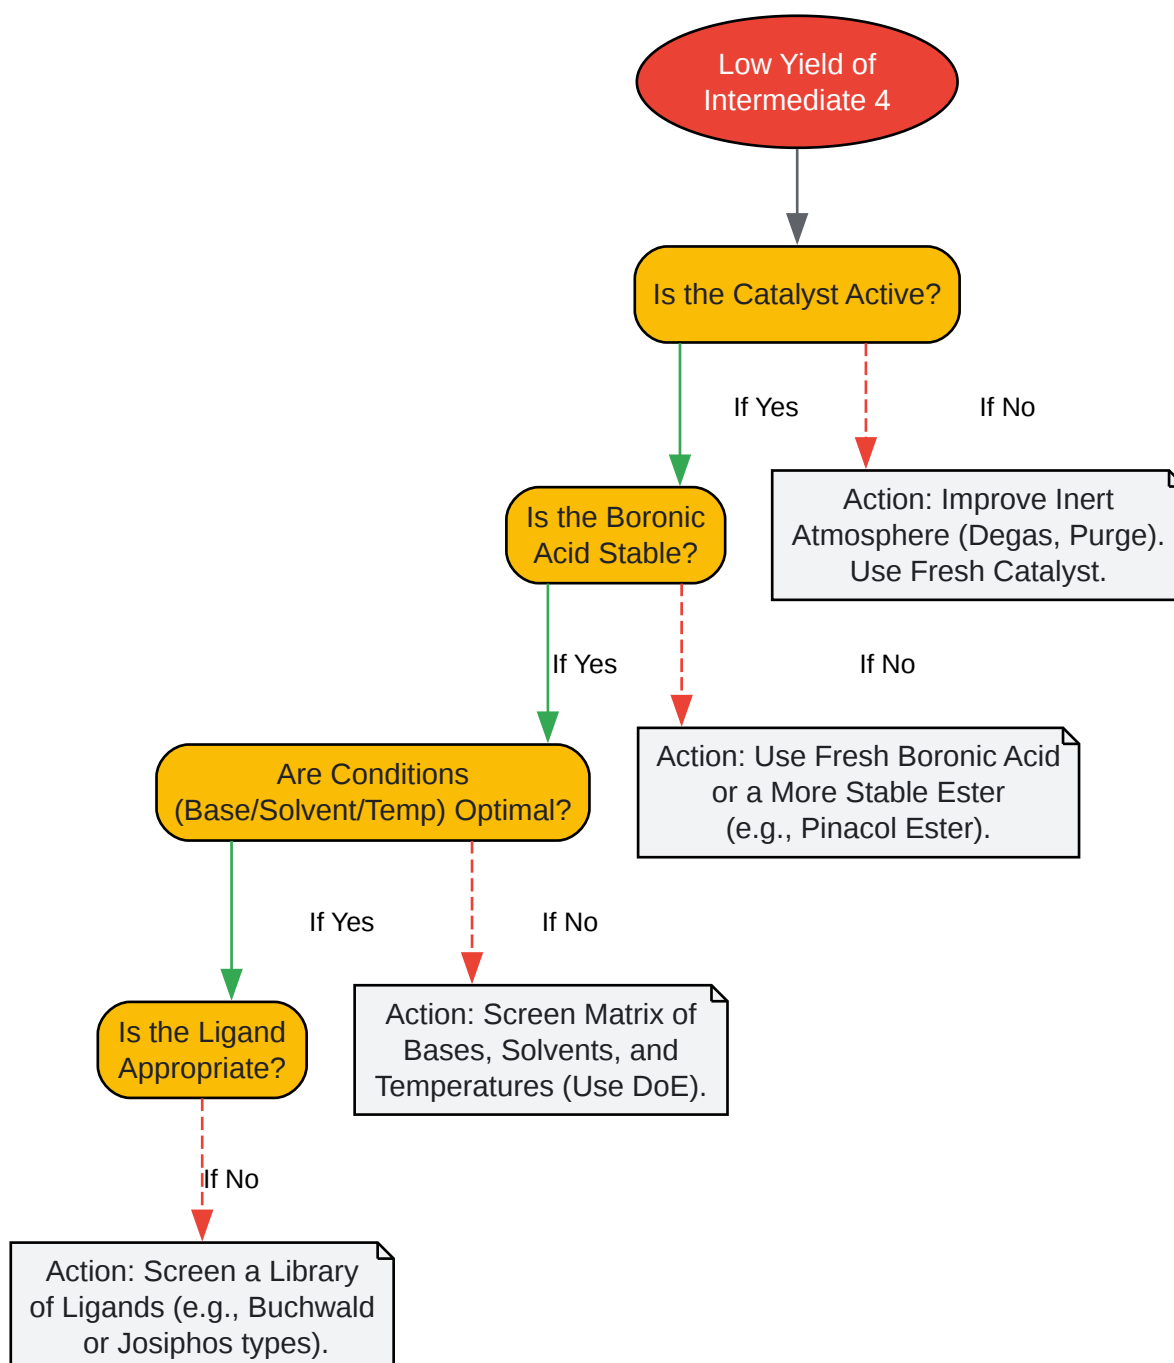 Low Yield of
Intermediate 4
Is the Catalyst Active?
If Yes
If No
Is the Boronic
Acid Stable?
Action: Improve Inert
Atmosphere (Degas, Purge).
Use Fresh Catalyst.
If Yes
If No
Are Conditions
(Base/Solvent/Temp) Optimal?
Action: Use Fresh Boronic Acid
or a More Stable Ester
(e.g., Pinacol Ester).
If Yes
If No
Is the Ligand
Appropriate?
Action: Screen Matrix of
Bases, Solvents, and
Temperatures (Use DoE).
If No
Action: Screen a Library
of Ligands (e.g., Buchwald
or Josiphos types).